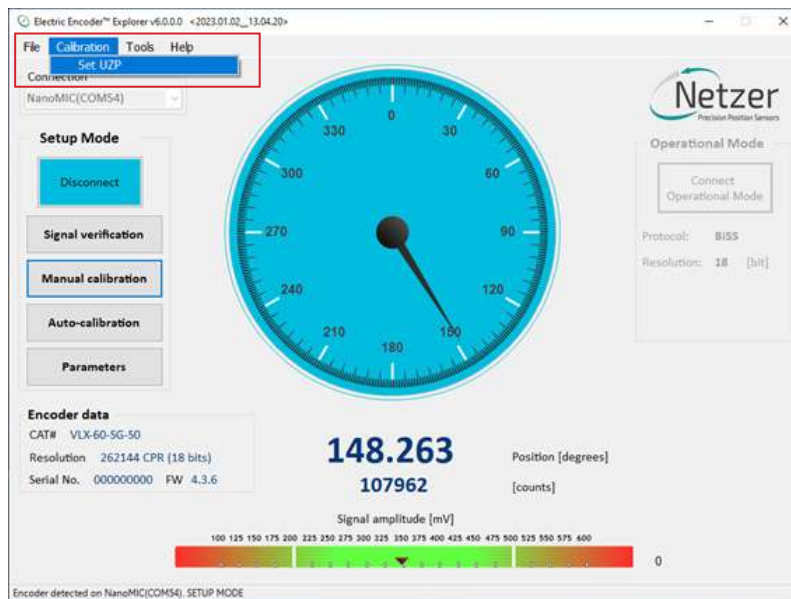 Electric Encoder™ Explorer v6.0.0.0 <2023.01.02__13.04.20>
File Calibration Tools Help
Set UZP
Connection
NanoMIC(COM54)
Setup Mode
Disconnect
Signal verification
Manual calibration
Auto-calibration
Parameters
0
30
60
90
120
150
180
210
240
270
300
330
Netzer
Precision Position Sensors
Operational Mode
Connect
Operational Mode
Protocol: BiSS
Resolution: 18 [bit]
Encoder data
CAT# VLX-60-SG-S0
Resolution 262144 CPR (18 bits)
Serial No. 000000000 FW 4.3.6
148.263 Position [degrees]
107962 [counts]
Signal amplitude [mV]
100 125 150 175 200 225 250 275 300 325 350 375 400 425 450 475 500 525 550 575 600
0
Encoder detected on NanoMIC(COM54). SETUP MODE